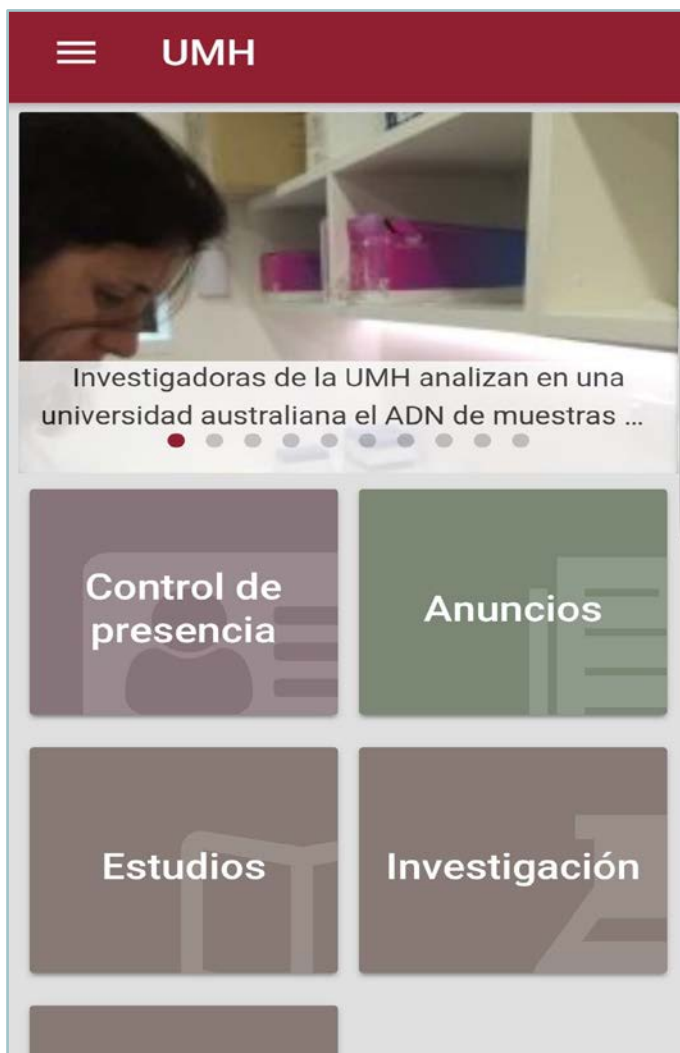 UMH
Investigadoras de la UMH analizan en una
universidad australiana el ADN de muestras ...
Control de
presencia
Anuncios
Estudios
Investigación